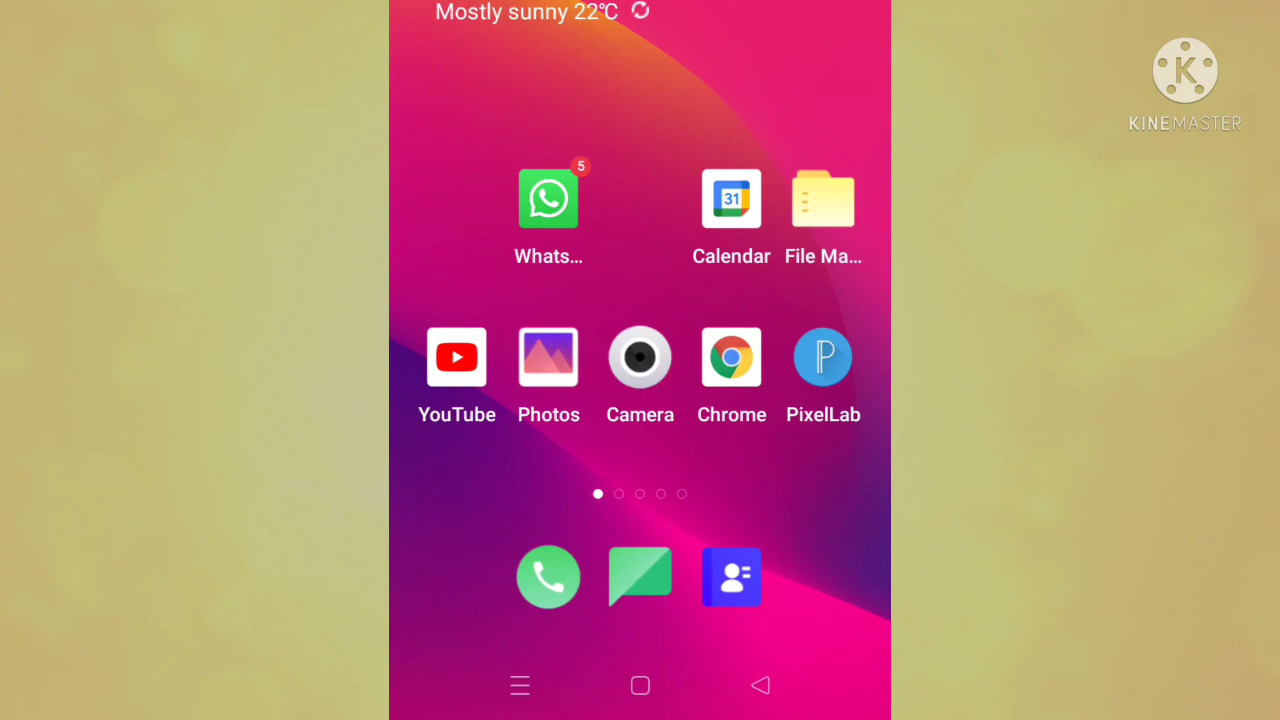 Mostly sunny 22℃
K
KINEMASTER
5
31
Whats...
Calendar
File Ma...
P
YouTube
Photos
Camera
Chrome
PixelLab